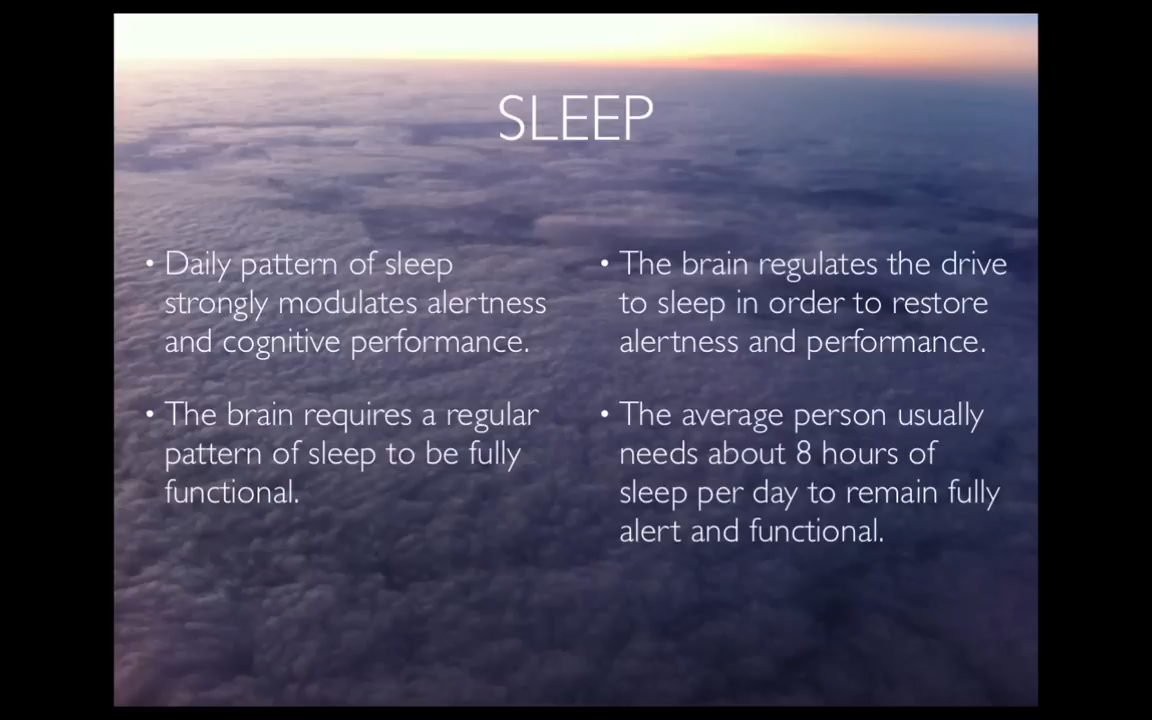 SLEEP
• Daily pattern of sleep
strongly modulates alertness
and cognitive performance.
• The brain requires a regular
pattern of sleep to be fully
functional.
• The brain regulates the drive
to sleep in order to restore
alertness and performance.
• The average person usually
needs about 8 hours of
sleep per day to remain fully
alert and functional.